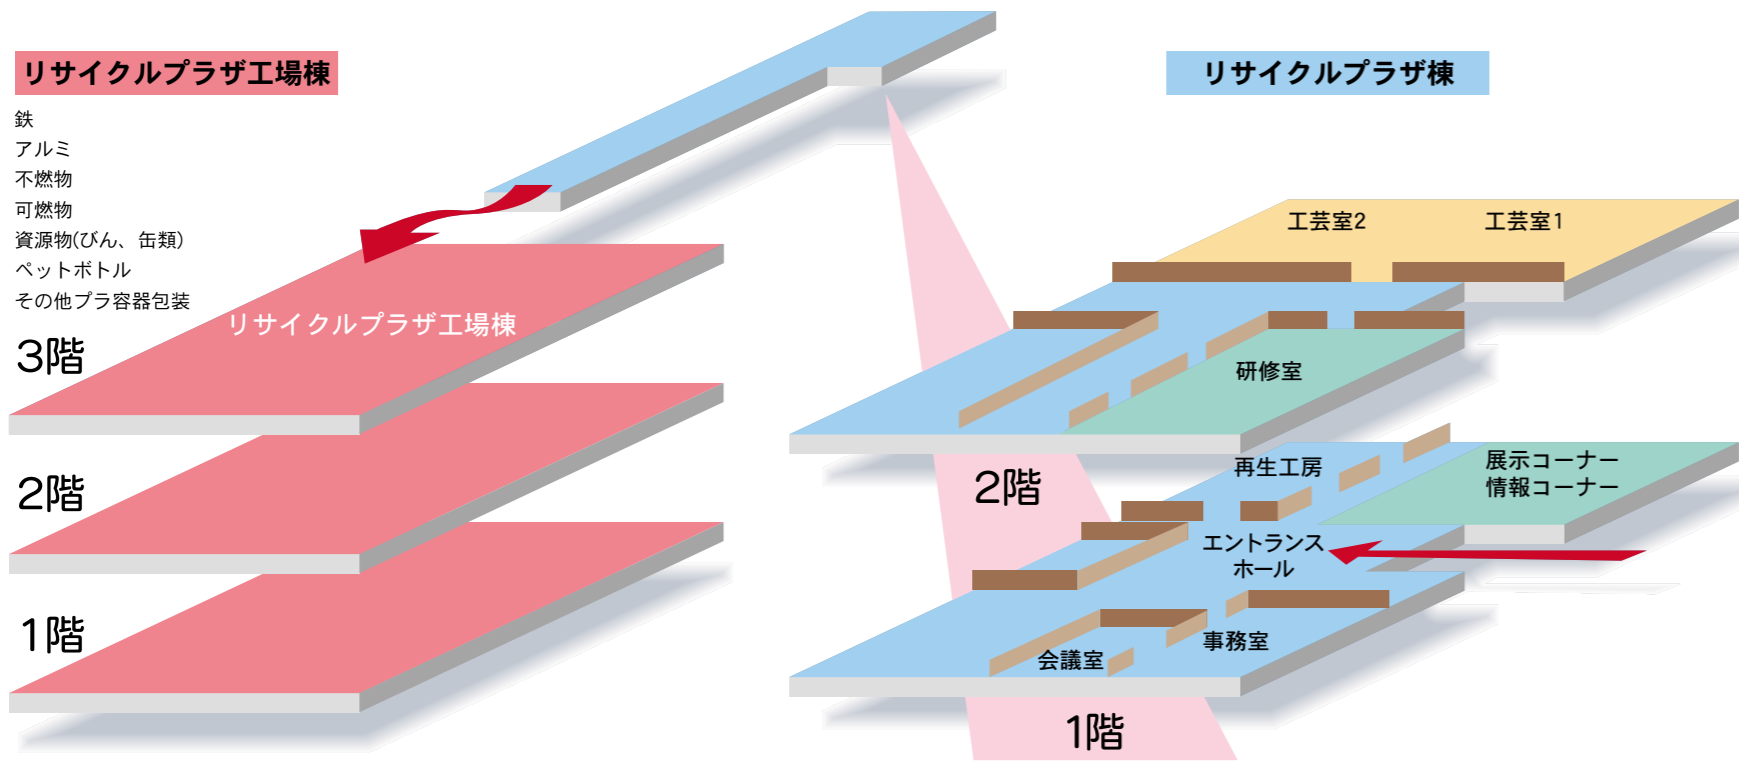 リサイクルプラザ工場棟
鉄
アルミ
不燃物
可燃物
資源物(びん、缶類)
ペットボトル
その他プラ容器包装
リサイクルプラザ工場棟
3階
2階
1階
リサイクルプラザ棟
工芸室2
工芸室1
研修室
2階
再生工房
展示コーナー
情報コーナー
エントランス
ホール
事務室
会議室
1階